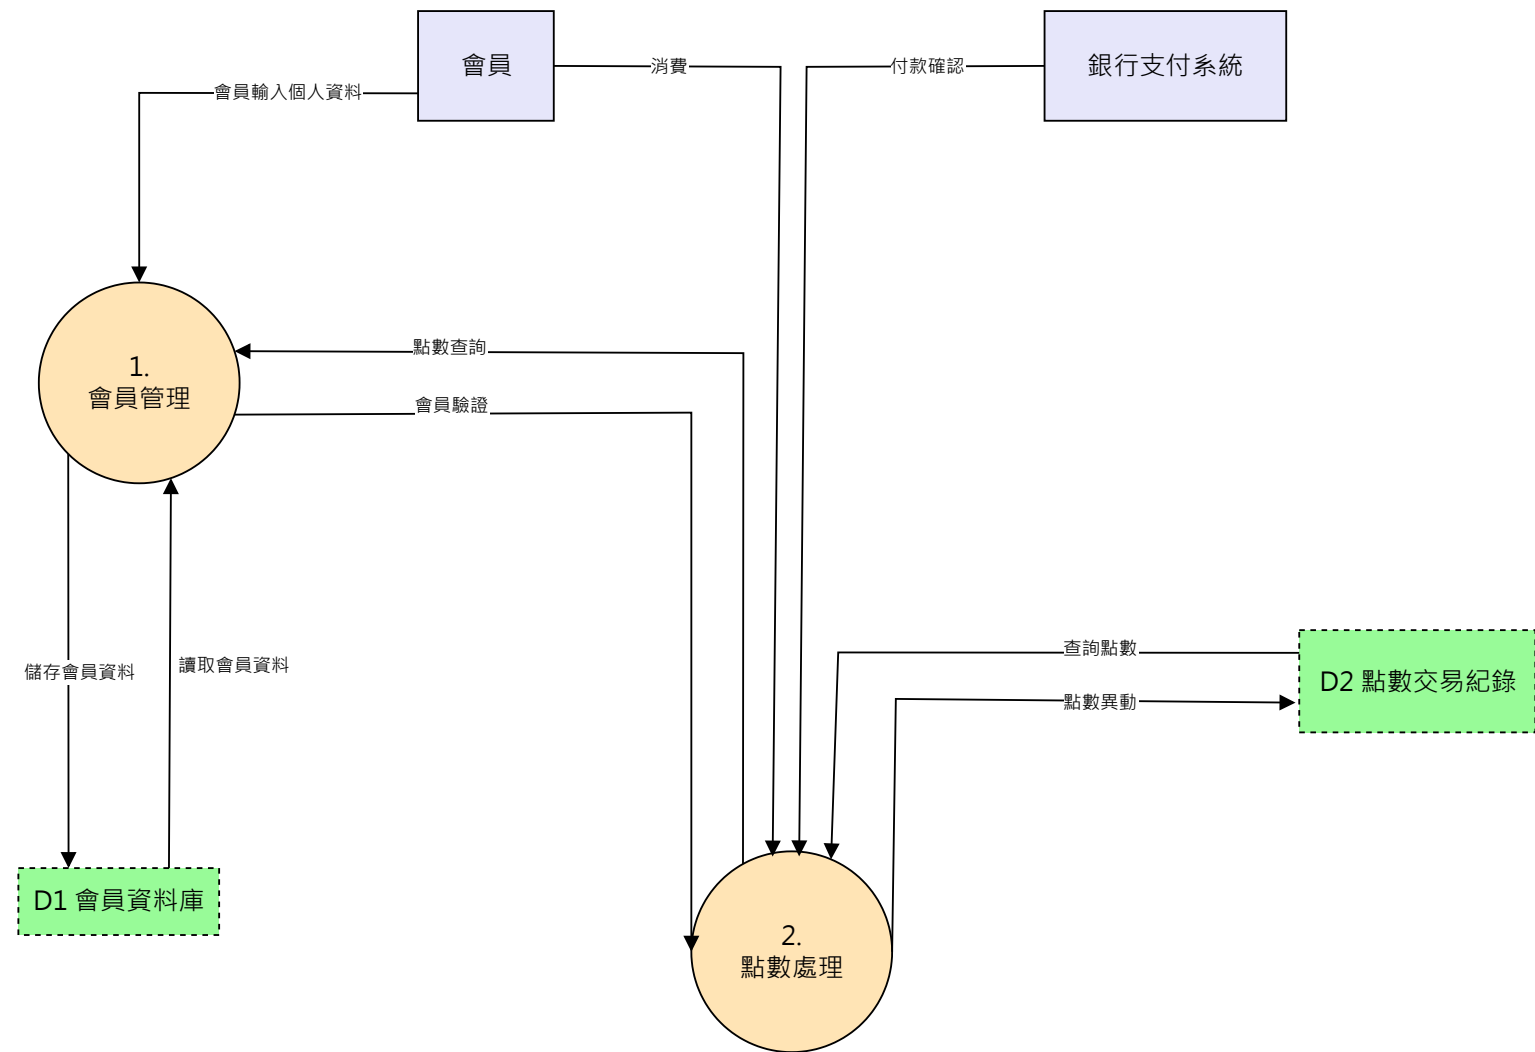 會員
消費
付款確認
銀行支付系統
會員輸入個人資料
點數查詢
1.
會員管理
會員驗證
查詢點數
儲存會員資料
讀取會員資料
D2 點數交易紀錄
點數異動
D1 會員資料庫
2.
點數處理